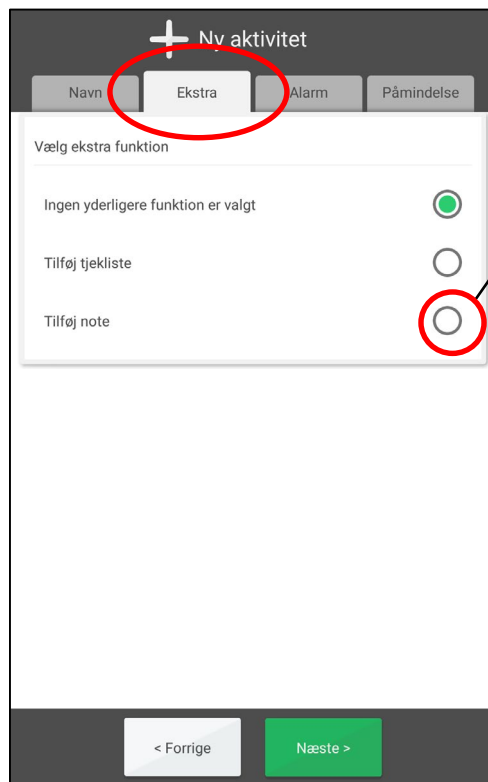 Ny aktivitet
Navn Ekstra Alarm Påmindelse
Vælg ekstra funktion
Ingen yderligere funktion er valgt
Tilføj tjekliste
Tilføj note
< Forrige Næste >